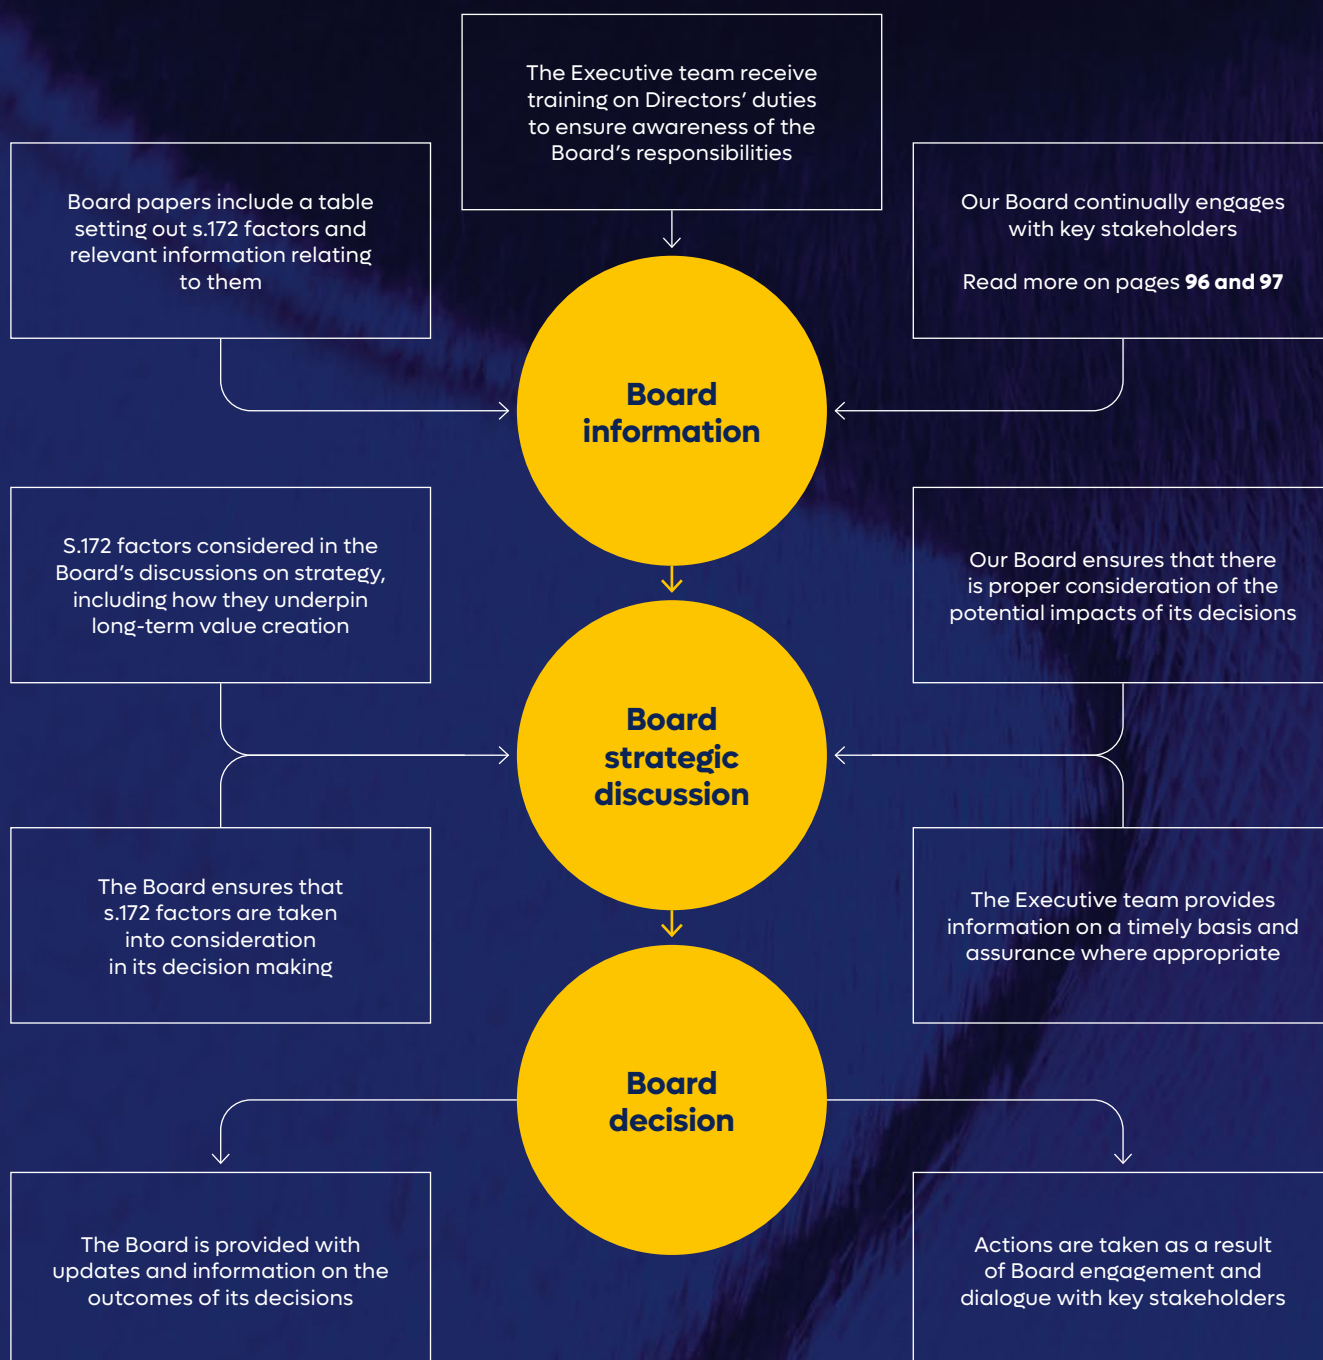 The Executive team receive
training on Directors’ duties
to ensure awareness of the
Board’s responsibilities
Board papers include a table
setting out s.172 factors and
relevant information relating
to them
Our Board continually engages
with key stakeholders
Read more on pages 96 and 97
Board
information
S.172 factors considered in the
Board’s discussions on strategy,
including how they underpin
long-term value creation
Our Board ensures that there
is proper consideration of the
potential impacts of its decisions
Board
strategic
discussion
The Board ensures that
s.172 factors are taken
into consideration
in its decision making
The Executive team provides
information on a timely basis and
assurance where appropriate
Board
decision
The Board is provided with
updates and information on the
outcomes of its decisions
Actions are taken as a result
of Board engagement and
dialogue with key stakeholders